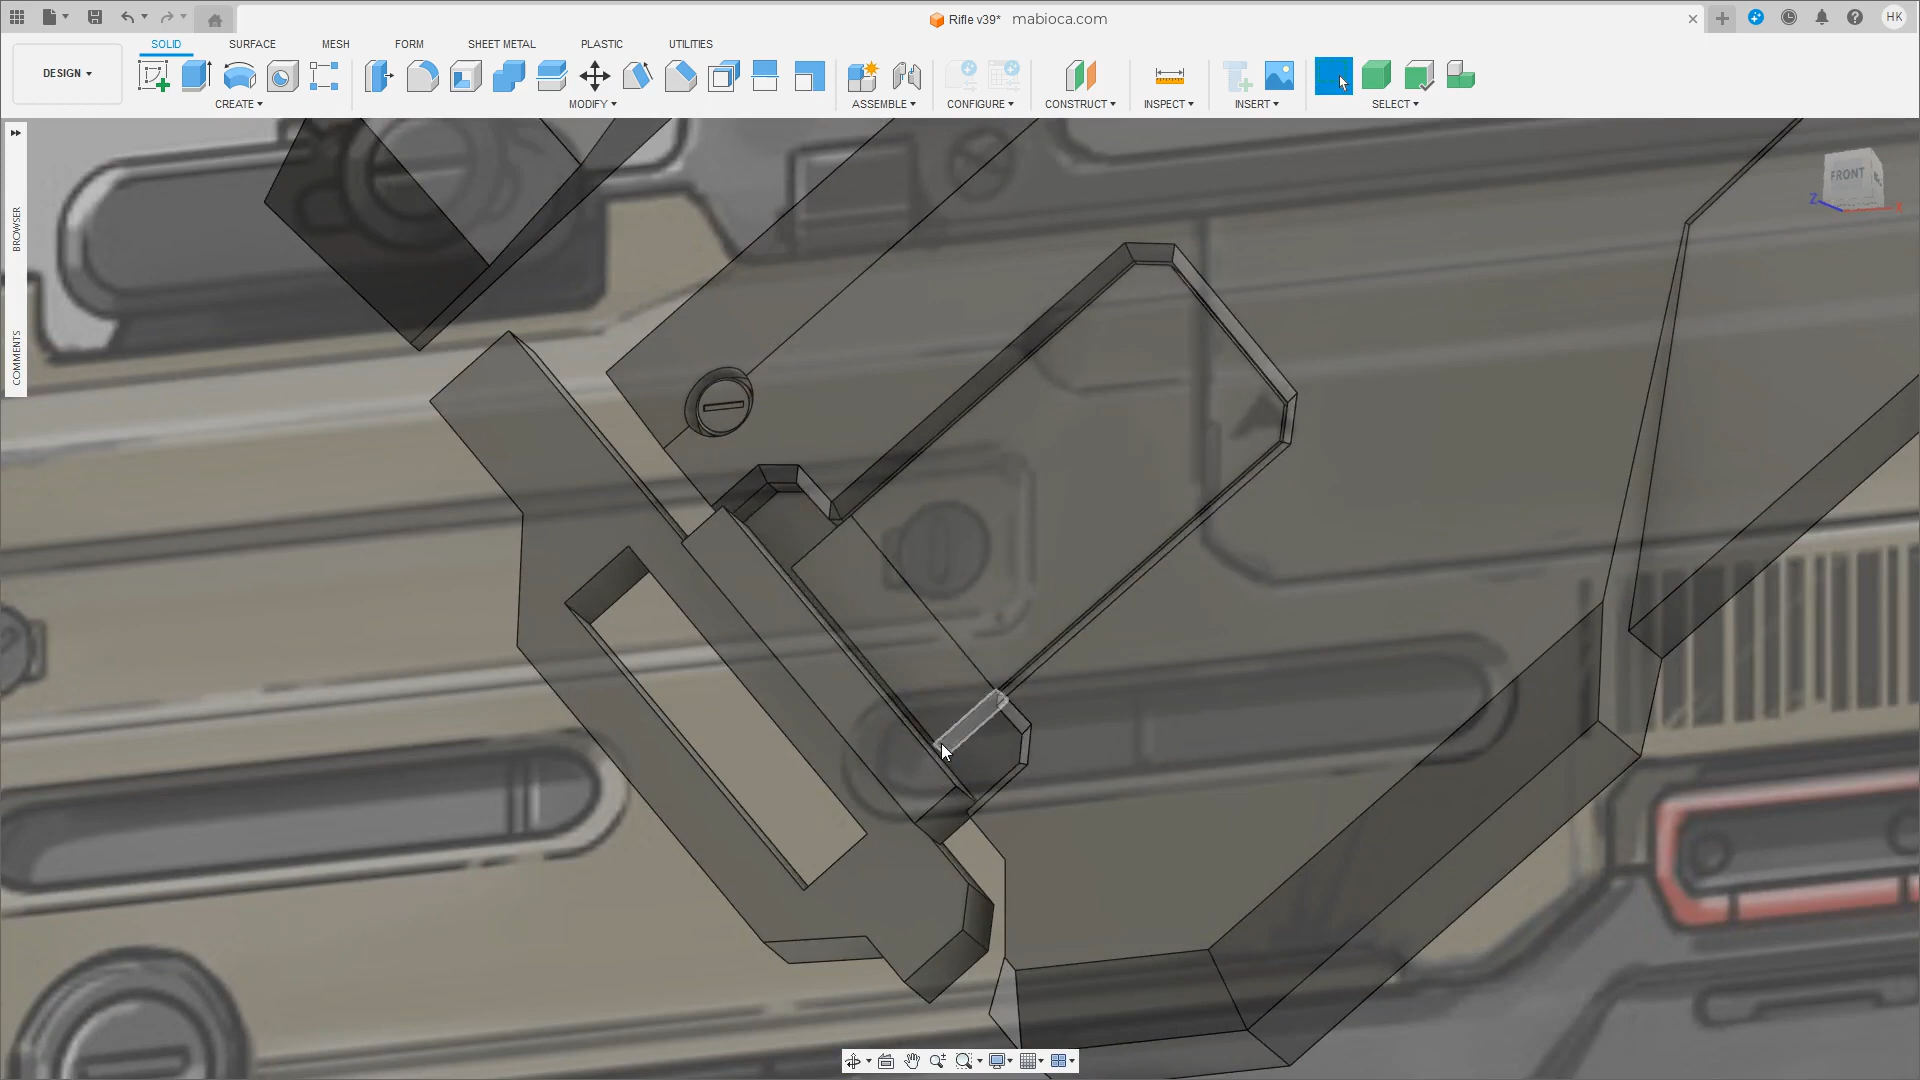 Rifle v39*
mabioca.com
HK
DESIGN
SOLID
SURFACE
MESH
FORM
SHEET METAL
PLASTIC
UTILITIES
CREATE
MODIFY
ASSEMBLE
CONFIGURE
CONSTRUCT
INSPECT
INSERT
SELECT
BROWSER
COMMENTS
FRONT
Z
X